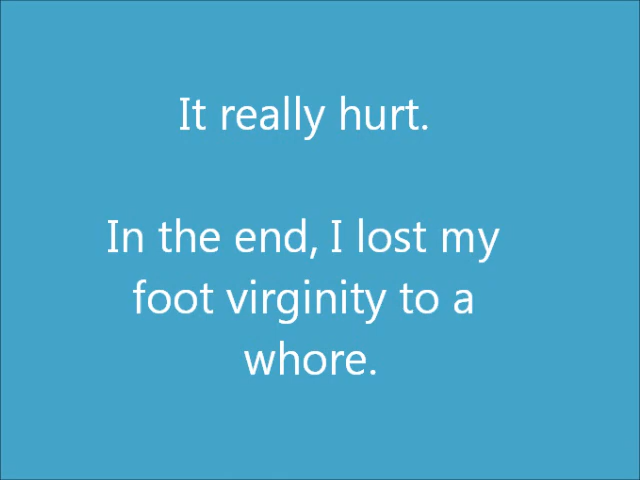 It really hurt.
In the end, I lost my
foot virginity to a
whore.